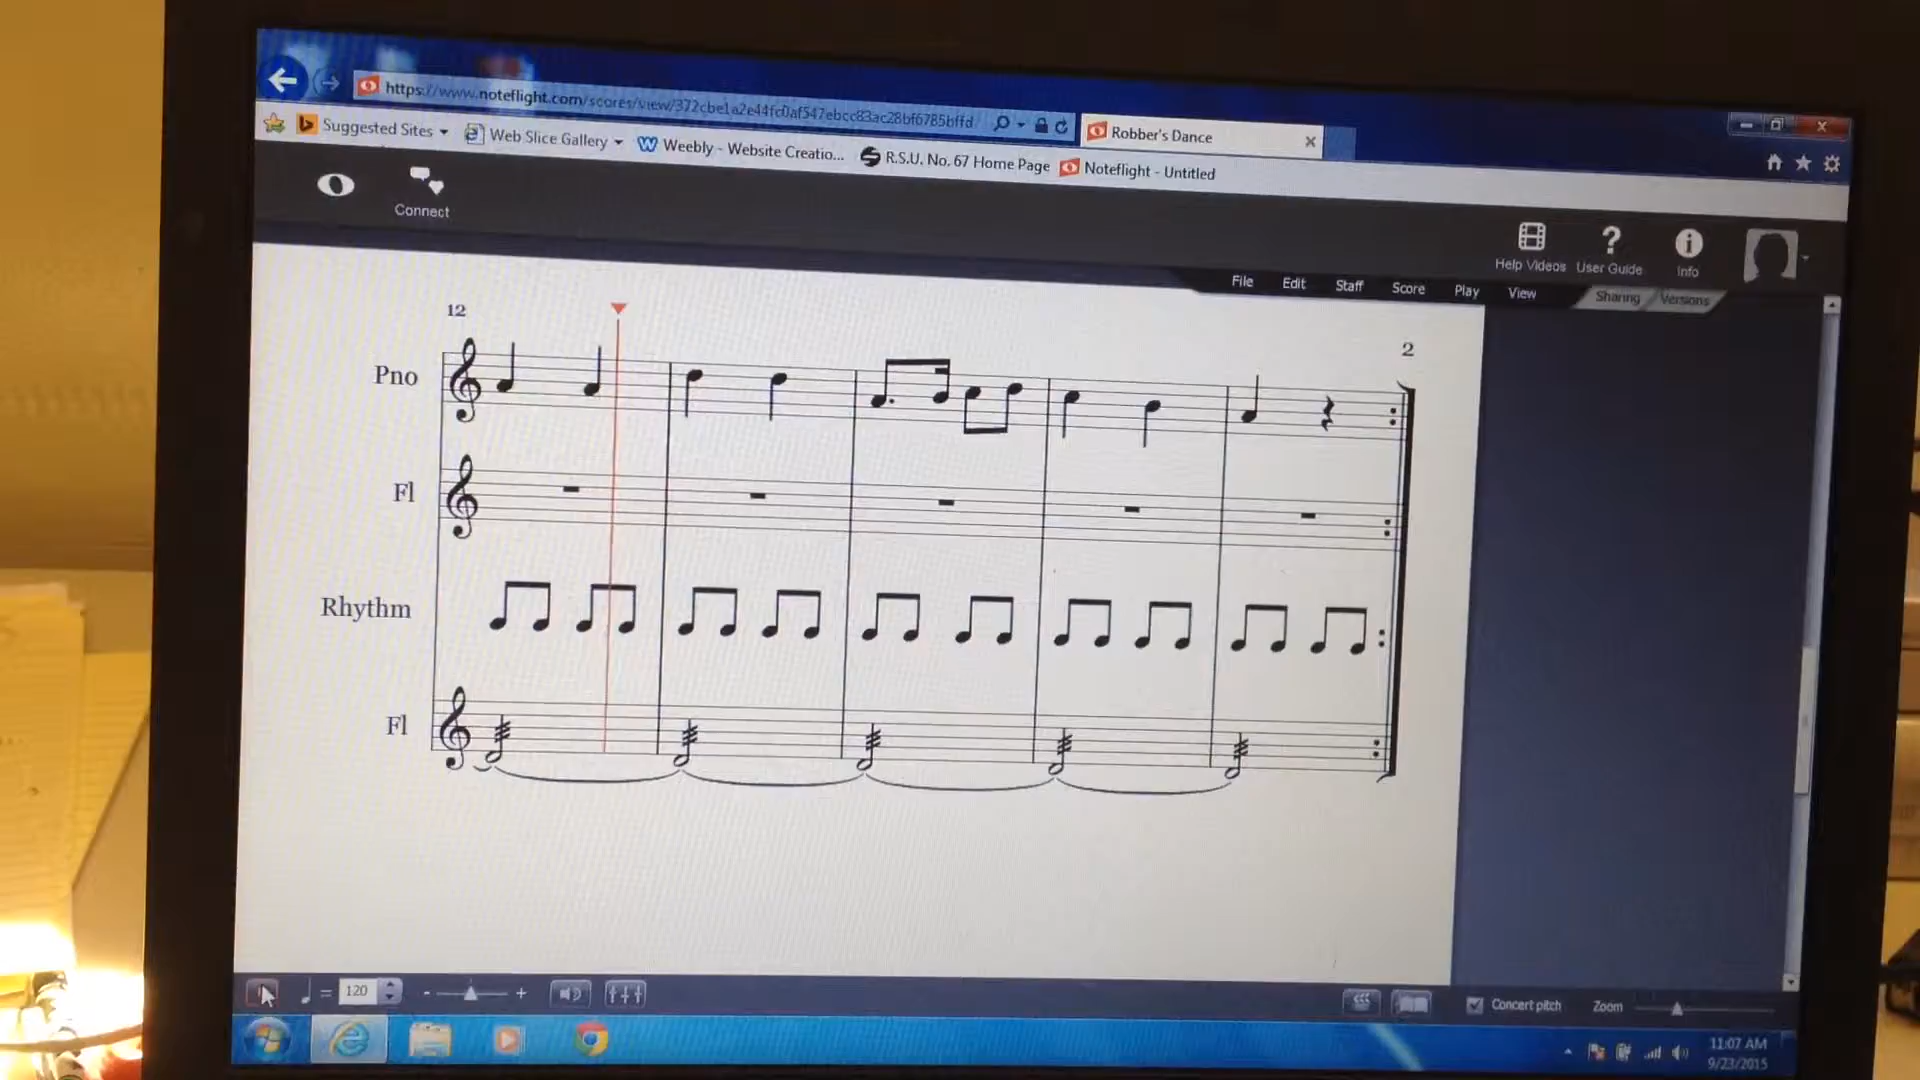 https://www.noteflight.com/scores/view/372cbe1a2e44fc0af547ebcc83ac28bf6785bffd
Robber's Dance
Suggested Sites
Web Slice Gallery
Weebly - Website Creatio...
R.S.U. No. 67 Home Page
Noteflight - Untitled
Connect
Help Videos
User Guide
Info
File Edit Staff Score Play View Sharing Versions
12
2
Pno
Fl
Rhythm
Fl
= 120 - +
Concert pitch
Zoom
11:07 AM
9/23/2015